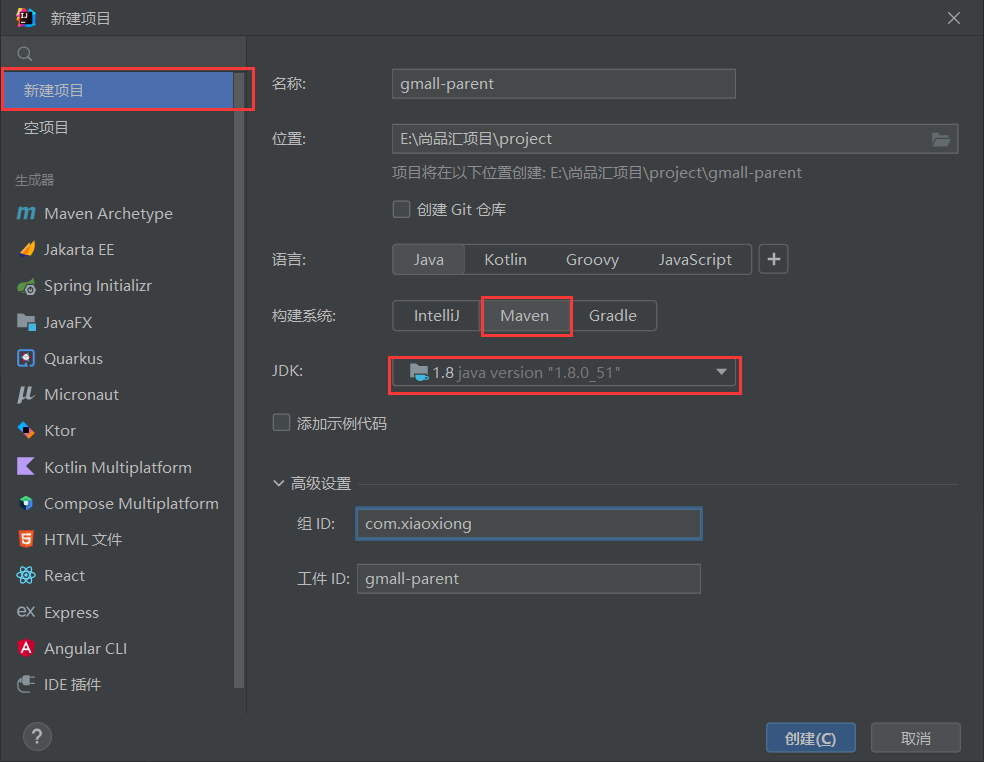 新建项目
新建项目
空项目
生成器
Maven Archetype
Jakarta EE
Spring Initializr
JavaFX
Quarkus
Micronaut
Ktor
Kotlin Multiplatform
Compose Multiplatform
HTML 文件
React
Express
Angular CLI
IDE 插件
名称: gmall-parent
位置: E:\尚品汇项目\project
项目将在以下位置创建: E:\尚品汇项目\project\gmall-parent
创建 Git 仓库
语言: Java Kotlin Groovy JavaScript +
构建系统: IntelliJ Maven Gradle
JDK: 1.8 java version "1.8.0_51"
添加示例代码
高级设置
组 ID: com.xiaoxiong
工件 ID: gmall-parent
? 创建(C) 取消